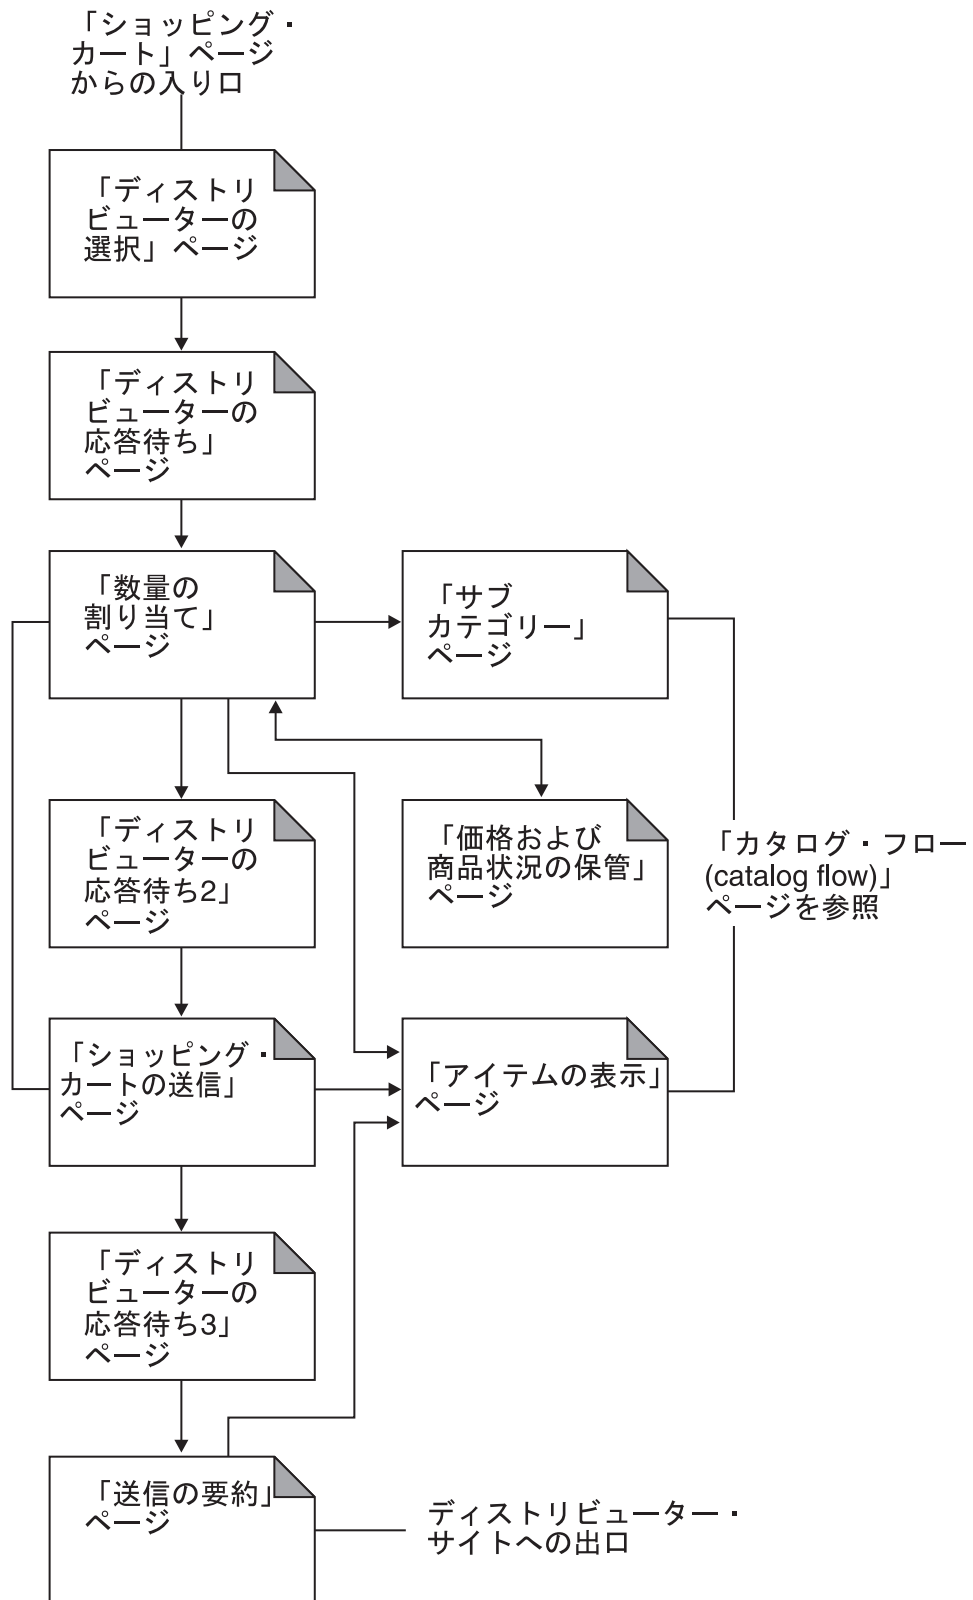 「ショッピング・
カート」ページ
からの入り口
「ディストリ
ビューターの
選択」ページ
「ディストリ
ビューターの
応答待ち」
ページ
「数量の
割り当て」
ページ
「サブ
カテゴリー」
ページ
「ディストリ
ビューターの
応答待ち2」
ページ
「価格および
商品状況の保管」
ページ
「カタログ・フロー
(catalog flow)」
ページを参照
「ショッピング・
カートの送信」
ページ
「アイテムの表示」
ページ
「ディストリ
ビューターの
応答待ち3」
ページ
「送信の要約」
ページ
ディストリビューター・
サイトへの出口